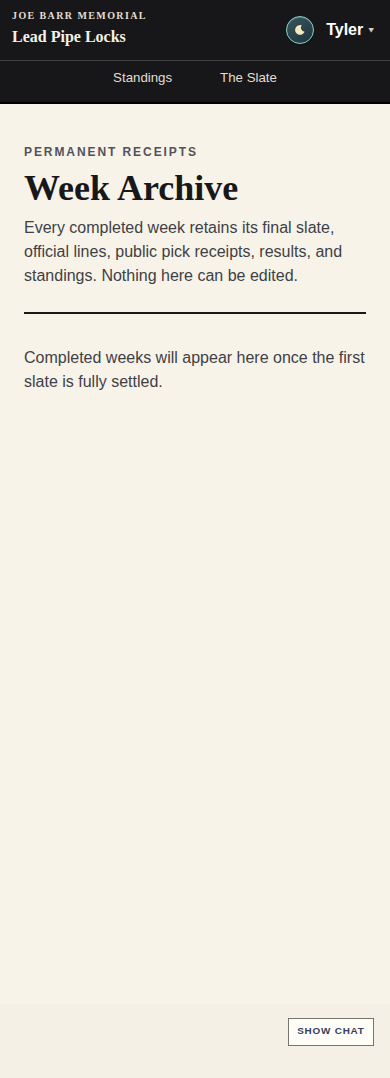 JOE BARR MEMORIAL
Lead Pipe Locks
Tyler
Standings
The Slate
PERMANENT RECEIPTS
Week Archive
Every completed week retains its final slate,
official lines, public pick receipts, results, and
standings. Nothing here can be edited.
Completed weeks will appear here once the first
slate is fully settled.
SHOW CHAT